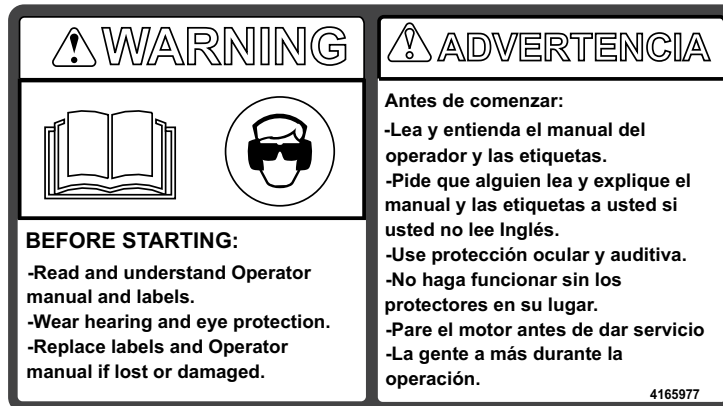 WARNING
BEFORE STARTING:
-Read and understand Operator
manual and labels.
-Wear hearing and eye protection.
-Replace labels and Operator
manual if lost or damaged.
ADVERTENCIA
Antes de comenzar:
-Lea y entienda el manual del
operador y las etiquetas.
-Pide que alguien lea y explique el
manual y las etiquetas a usted si
usted no lee Inglés.
-Use protección ocular y auditiva.
-No haga funcionar sin los
protectores en su lugar.
-Pare el motor antes de dar servicio
-La gente a más durante la
operación.
4165977